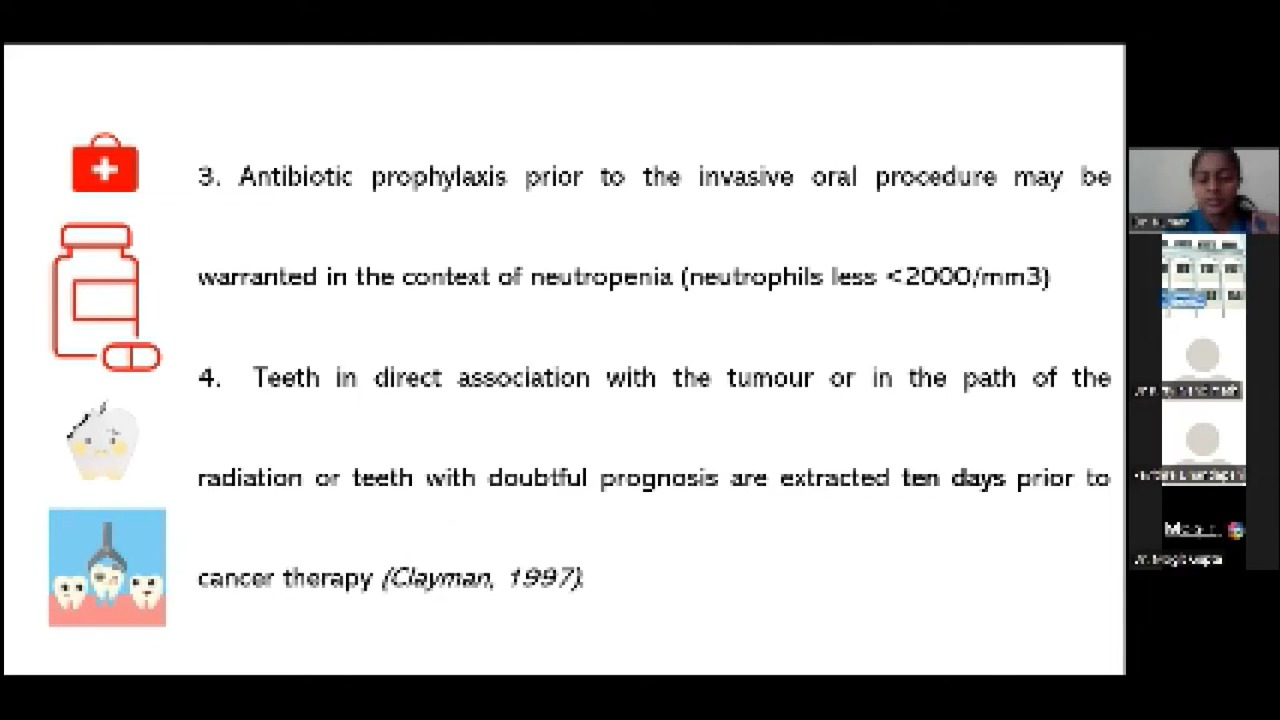 3. Antibiotic prophylaxis prior to the invasive oral procedure may be
warranted in the context of neutropenia (neutrophils less <2000/mm3)
4. Teeth in direct association with the tumour or in the path of the
radiation or teeth with doubtful prognosis are extracted ten days prior to
cancer therapy (Clayman, 1997).